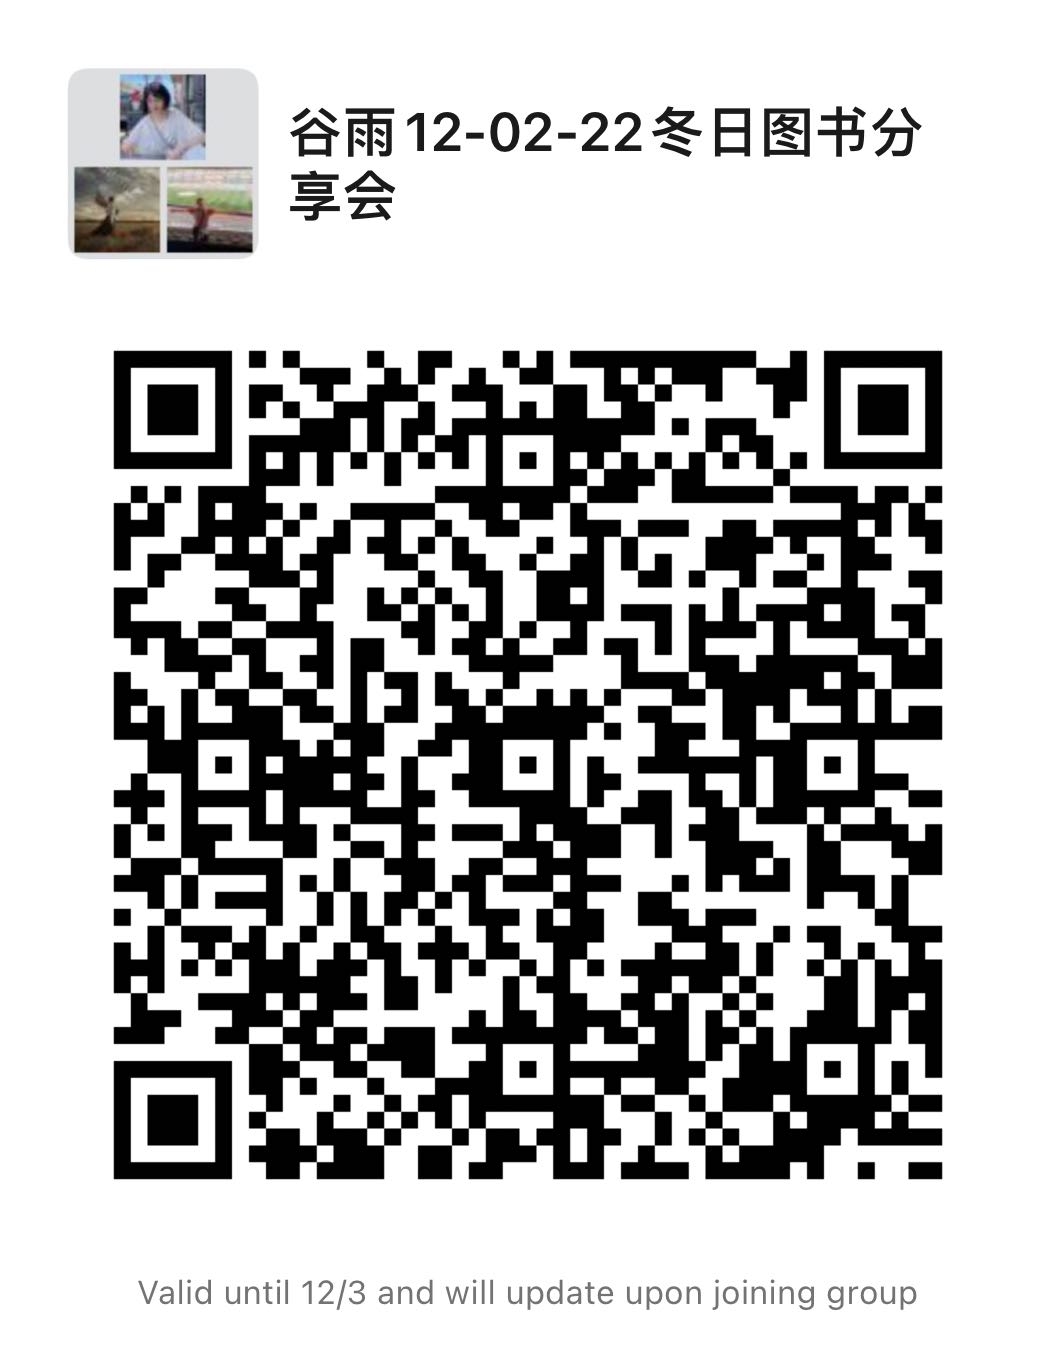 谷雨12-02-22冬日图书分
享会
Valid until 12/3 and will update upon joining group